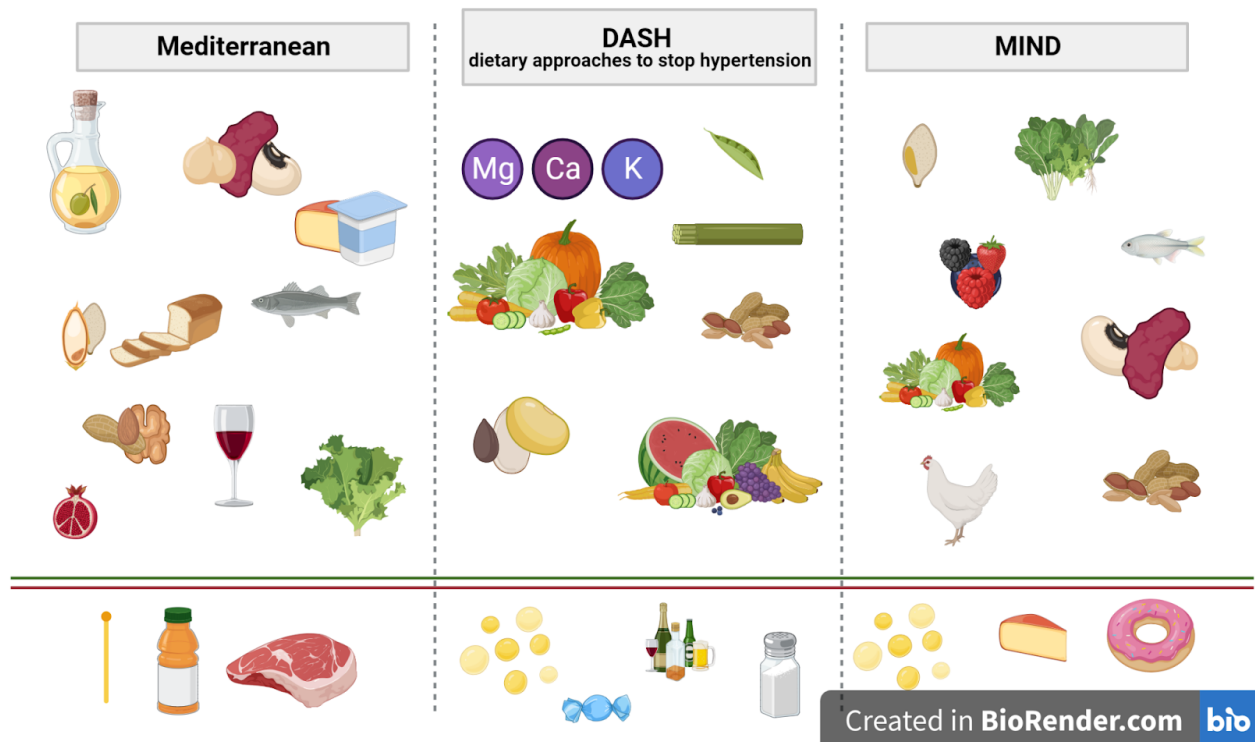 Mediterranean
DASH
dietary approaches to stop hypertension
MIND
Mg Ca K
Created in BioRender.com bio